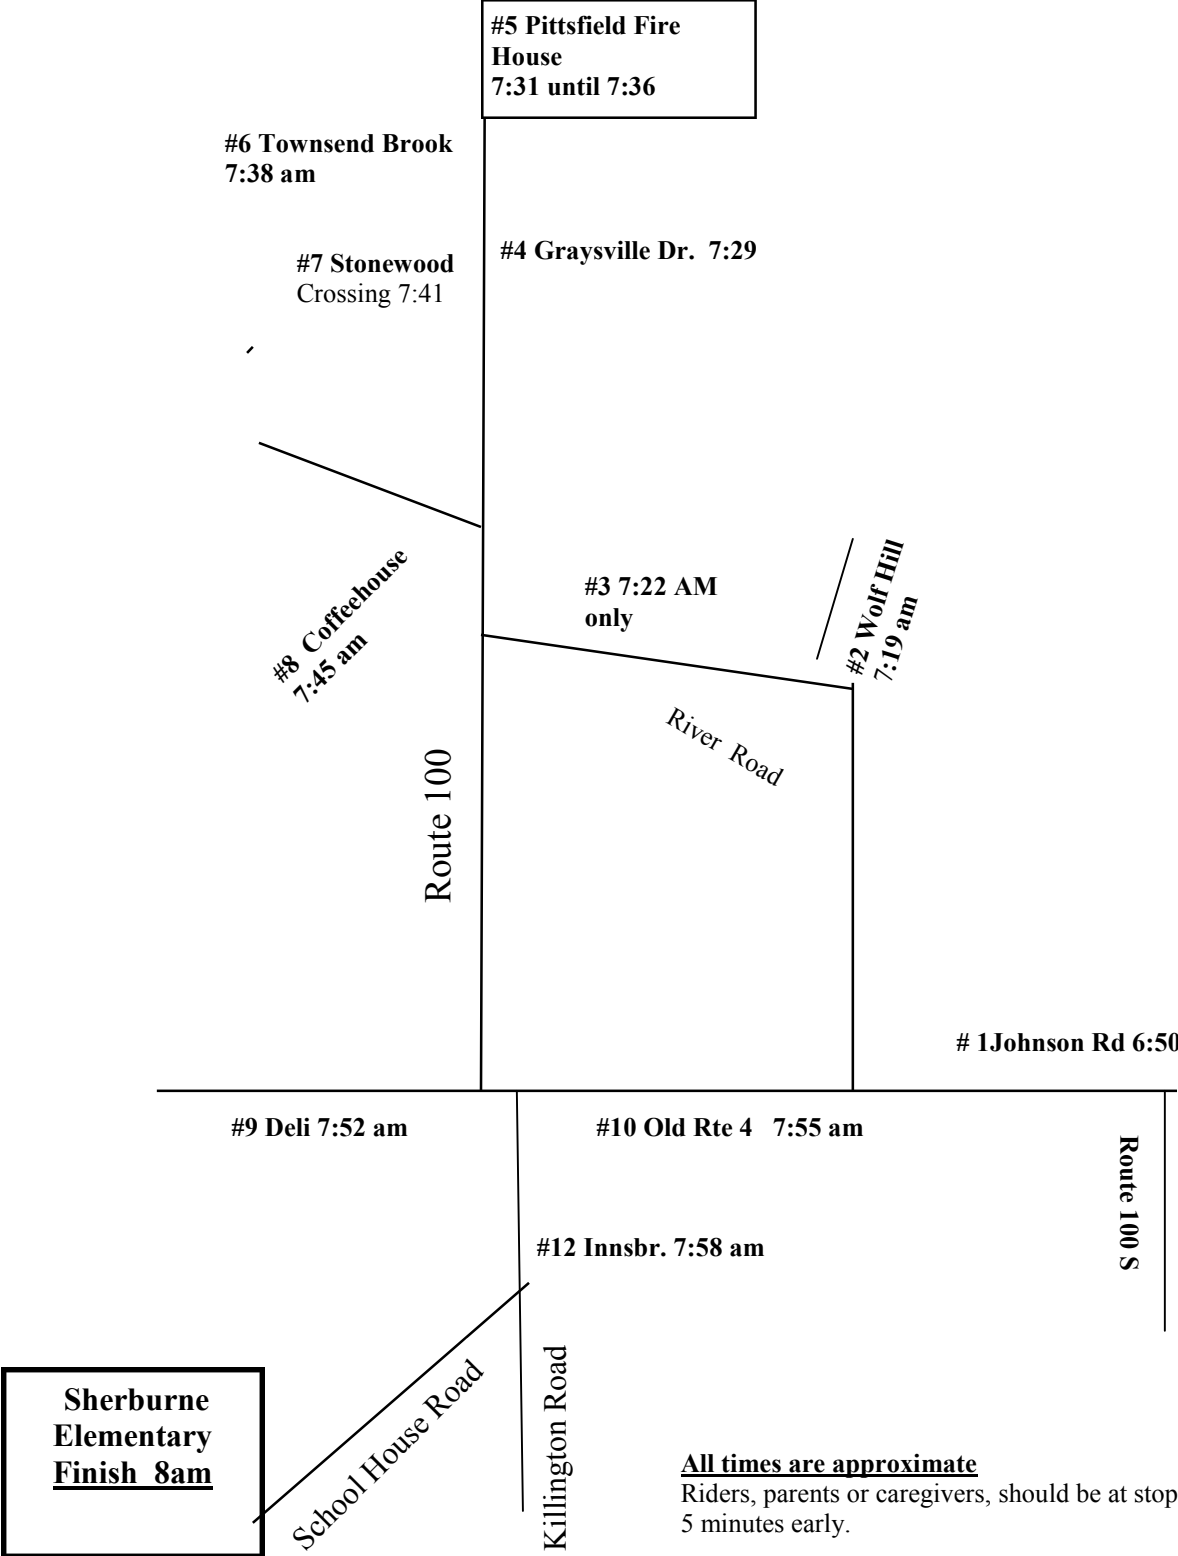 #5 Pittsfield Fire
House
7:31 until 7:36
#6 Townsend Brook
7:38 am
#4 Graysville Dr.  7:29
#7 Stonewood
Crossing 7:41
#8 Coffeehouse
7:45 am
#3 7:22 AM
only
#2 Wolf Hill
7:19 am
River Road
Route 100
# 1Johnson Rd 6:50
#9 Deli 7:52 am
#10 Old Rte 4   7:55 am
Route 100 S
#12 Innsbr. 7:58 am
Sherburne
Elementary
Finish  8am
School House Road
Killington Road
All times are approximate
Riders, parents or caregivers, should be at stop
5 minutes early.